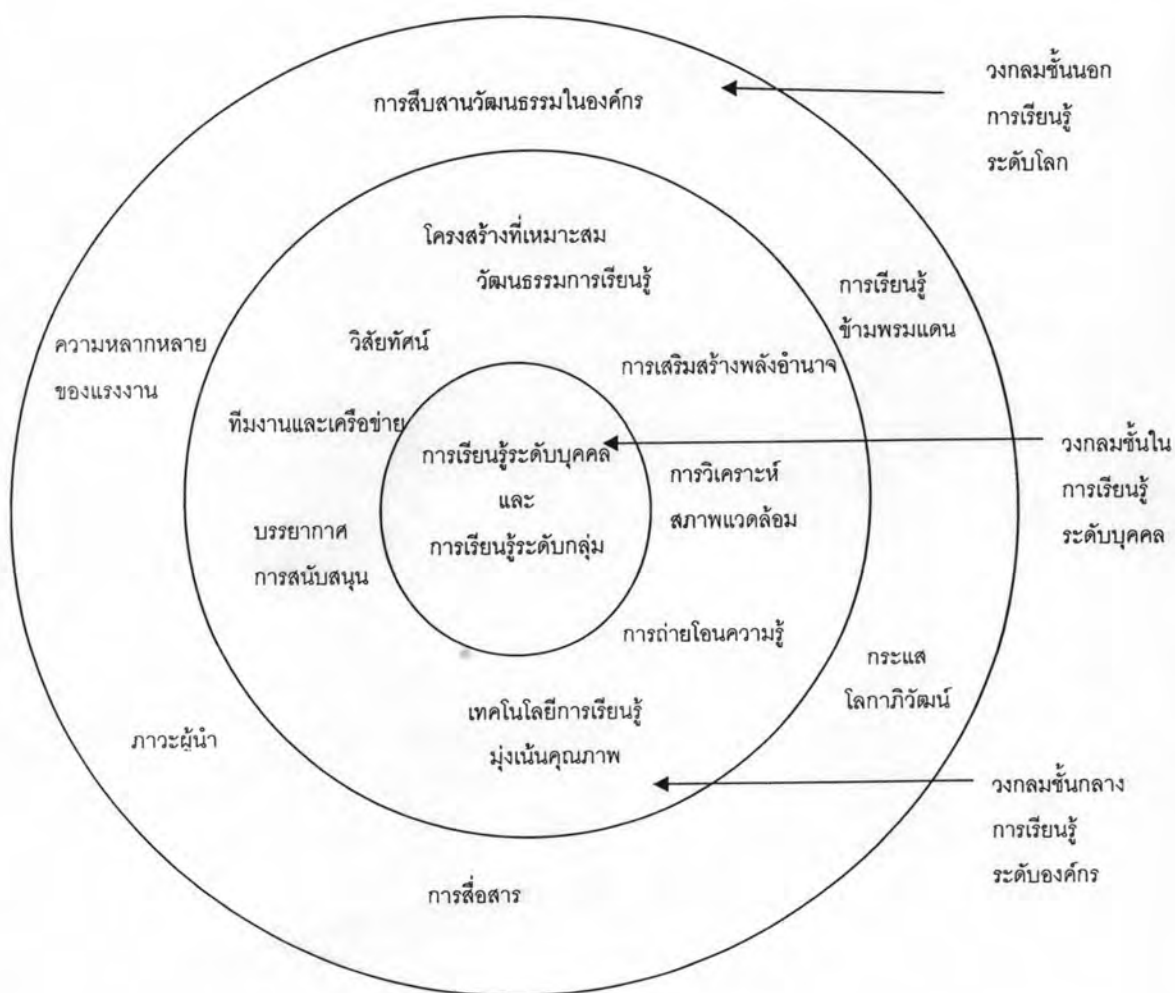 วงกลมชั้นนอก
การเรียนรู้
ระดับโลก
การสืบสานวัฒนธรรมในองค์กร
โครงสร้างที่เหมาะสม
วัฒนธรรมการเรียนรู้
การเรียนรู้
ข้ามพรมแดน
ความหลากหลาย
ของแรงงาน
วิสัยทัศน์
การเสริมสร้างพลังอำนาจ
ทีมงานและเครือข่าย
การเรียนรู้ระดับบุคคล
และ
การเรียนรู้ระดับกลุ่ม
การวิเคราะห์
สภาพแวดล้อม
วงกลมชั้นใน
การเรียนรู้
ระดับบุคคล
บรรยากาศ
การสนับสนุน
การถ่ายโอนความรู้
กระแส
โลกาภิวัฒน์
เทคโนโลยีการเรียนรู้
มุ่งเน้นคุณภาพ
ภาวะผู้นำ
วงกลมชั้นกลาง
การเรียนรู้
ระดับองค์กร
การสื่อสาร